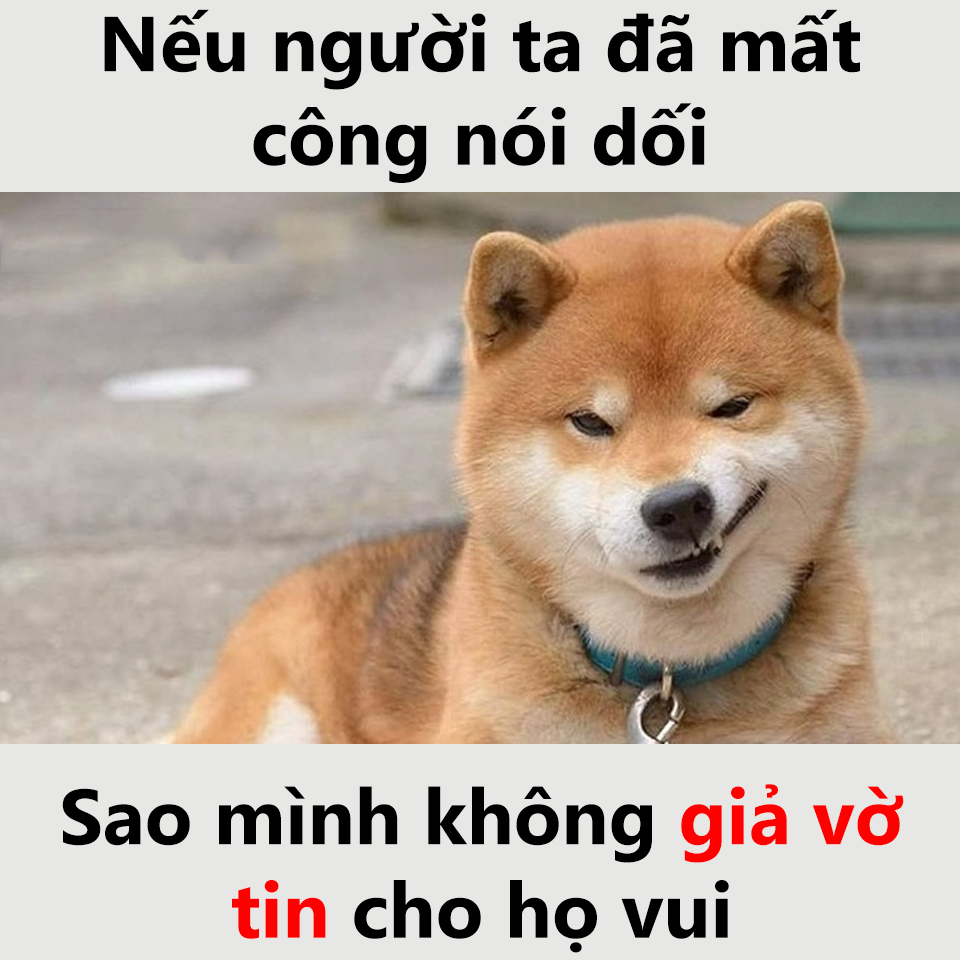 Nếu người ta đã mất
công nói dối
Sao mình không giả vờ
tin cho họ vui